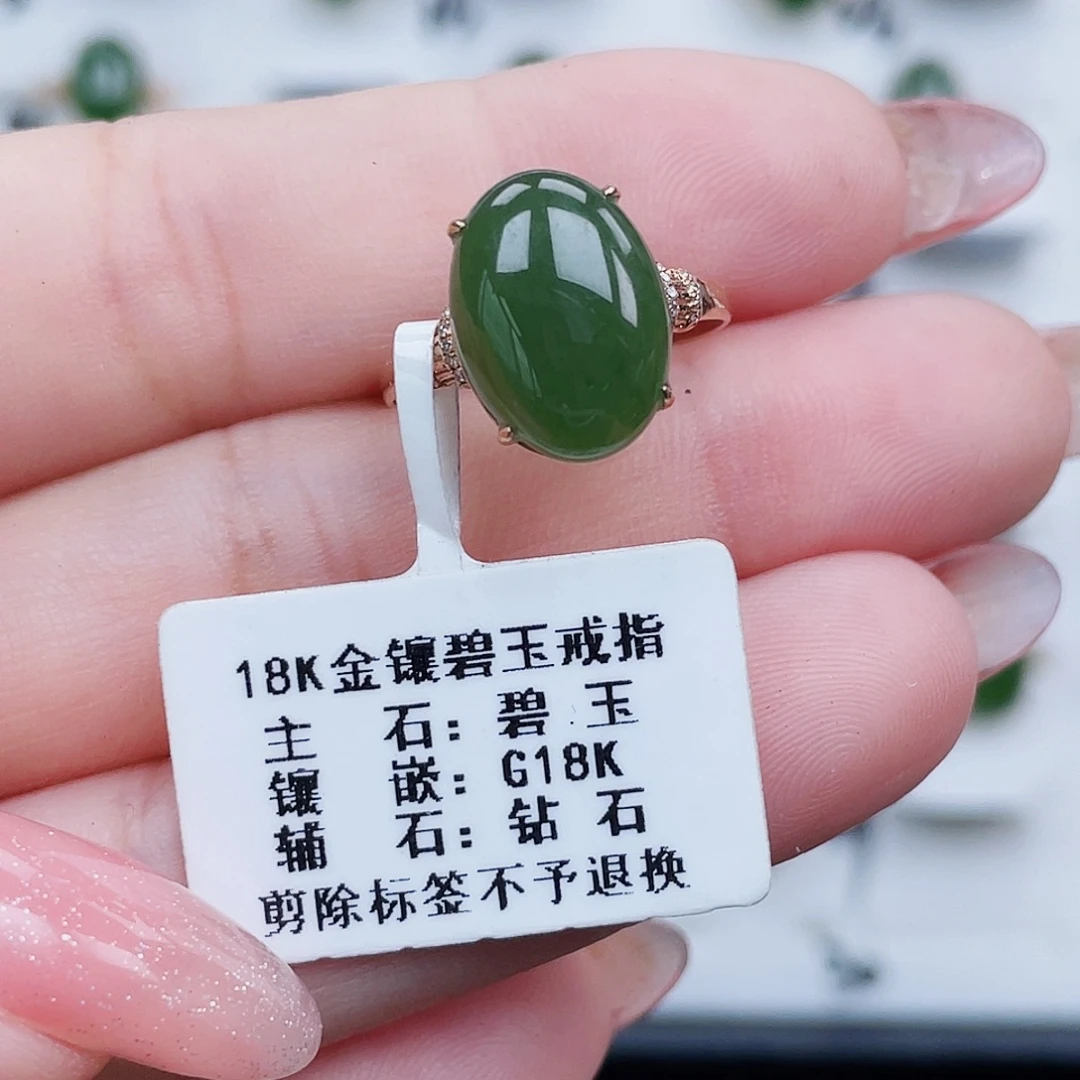 18K金镶碧玉戒指
主 石: 碧 玉
镶 嵌: G18K
辅 石: 钻 石
剪除标签不予退换